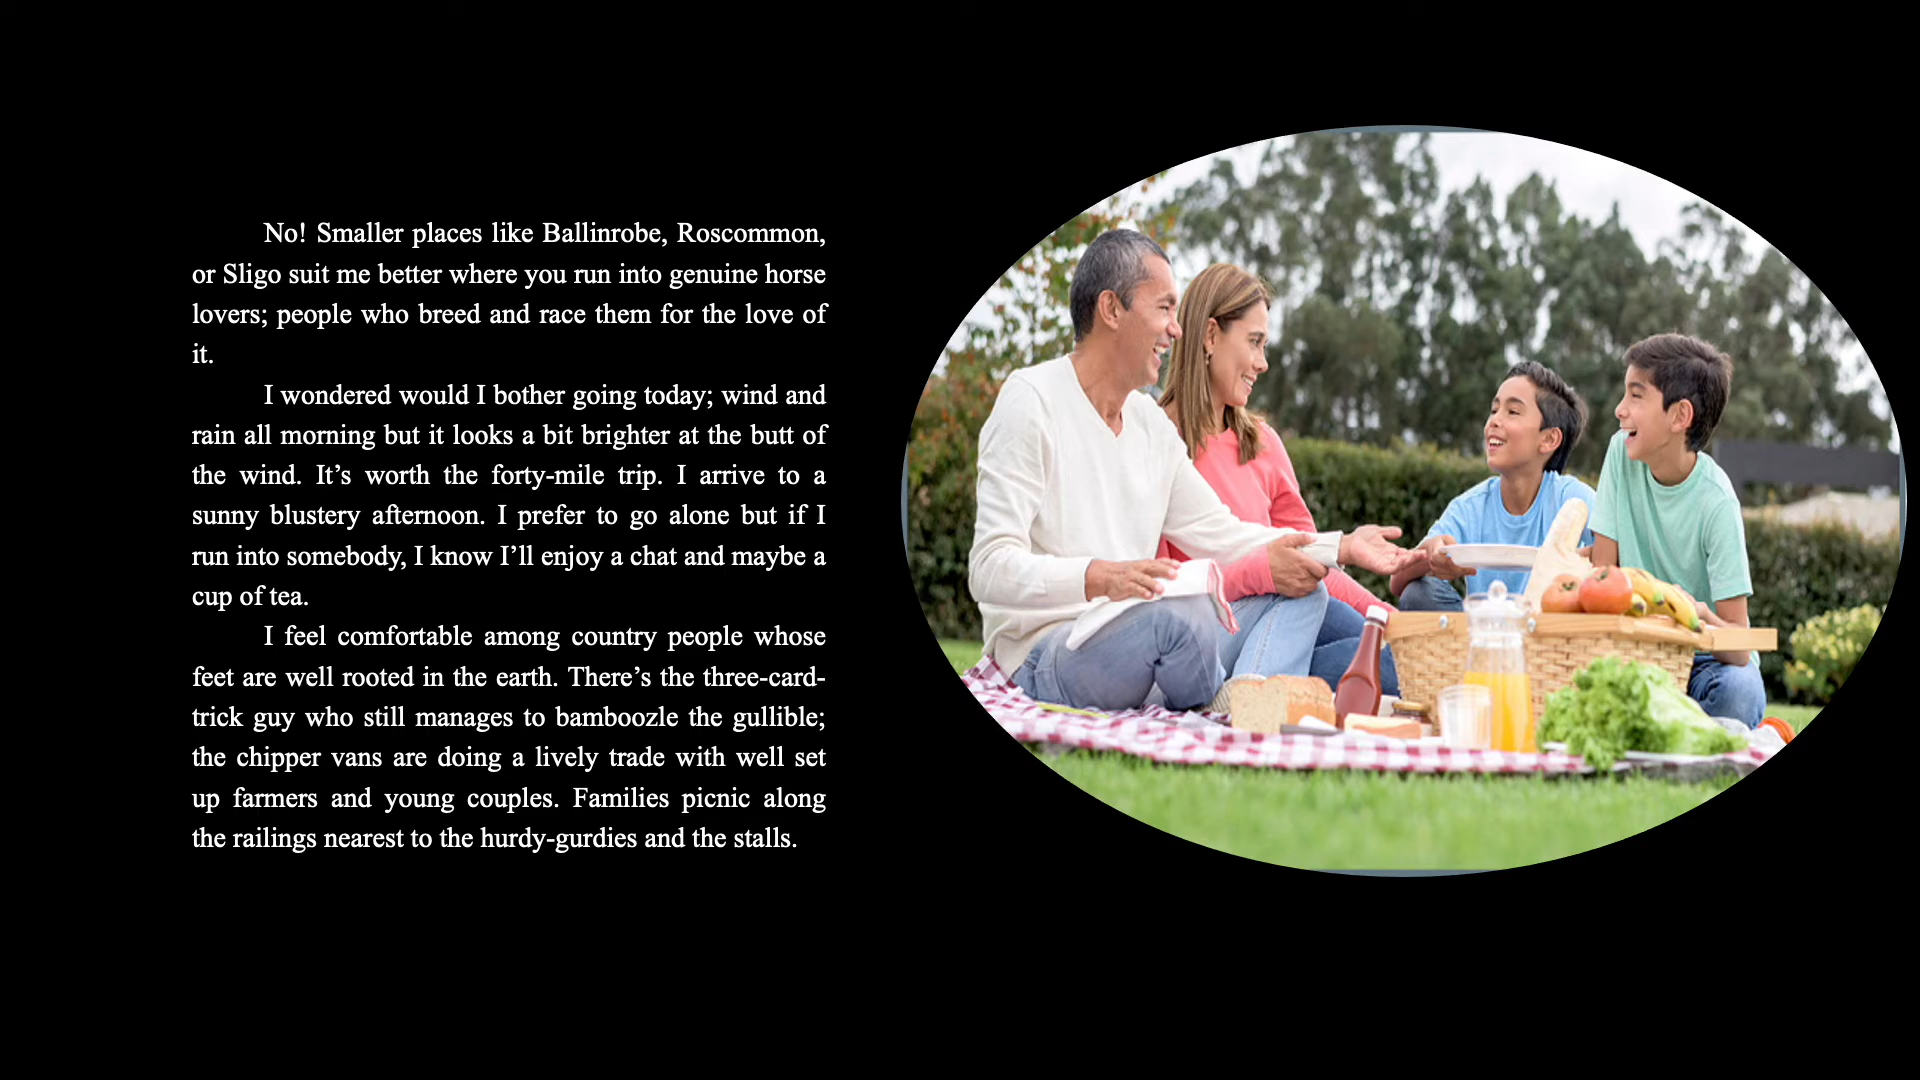 No! Smaller places like Ballinrobe, Roscommon,
or Sligo suit me better where you run into genuine horse
lovers; people who breed and race them for the love of
it.
I wondered would I bother going today; wind and
rain all morning but it looks a bit brighter at the butt of
the wind. It’s worth the forty-mile trip. I arrive to a
sunny blustery afternoon. I prefer to go alone but if I
run into somebody, I know I’ll enjoy a chat and maybe a
cup of tea.
I feel comfortable among country people whose
feet are well rooted in the earth. There’s the three-card-
trick guy who still manages to bamboozle the gullible;
the chipper vans are doing a lively trade with well set
up farmers and young couples. Families picnic along
the railings nearest to the hurdy-gurdies and the stalls.